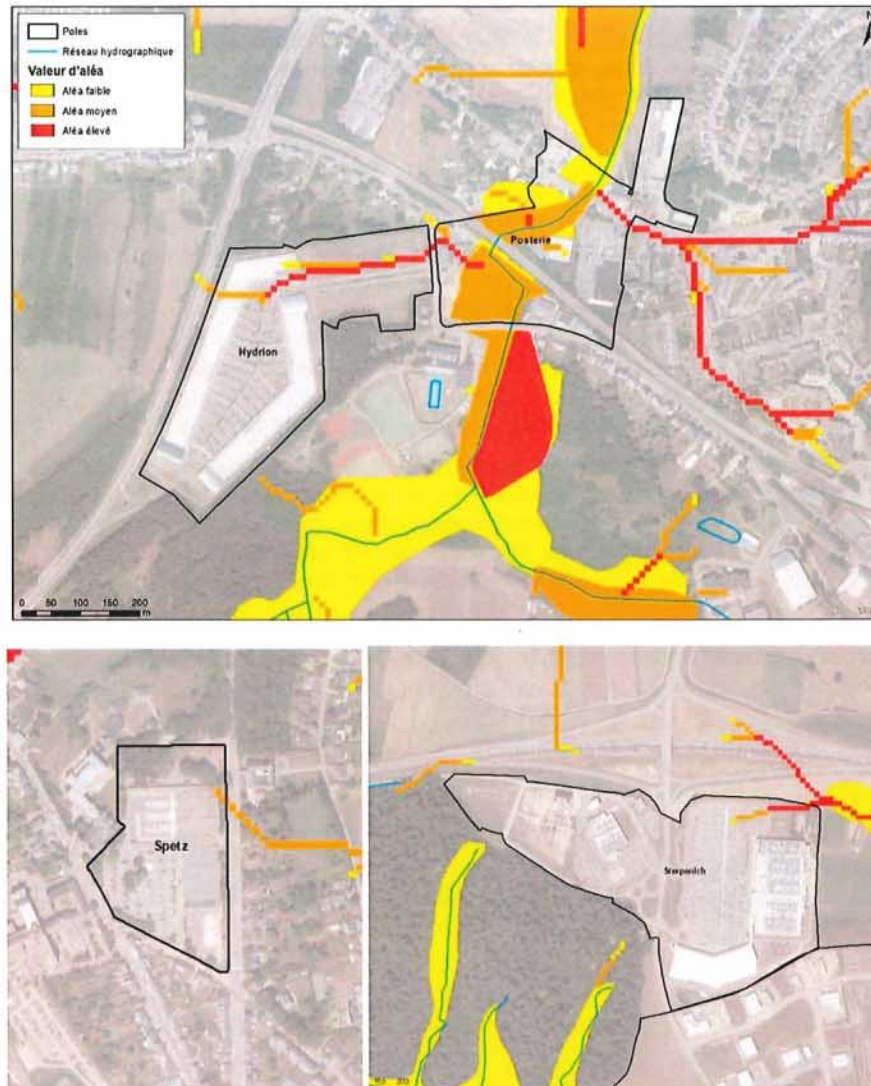 Poles
Réseau hydrographique
Valeur d'aléa
Aléa faible
Aléa moyen
Aléa élevé
N
Posterie
Hydrion
0 50 100 150 200
m
Spetz
Sterpenich